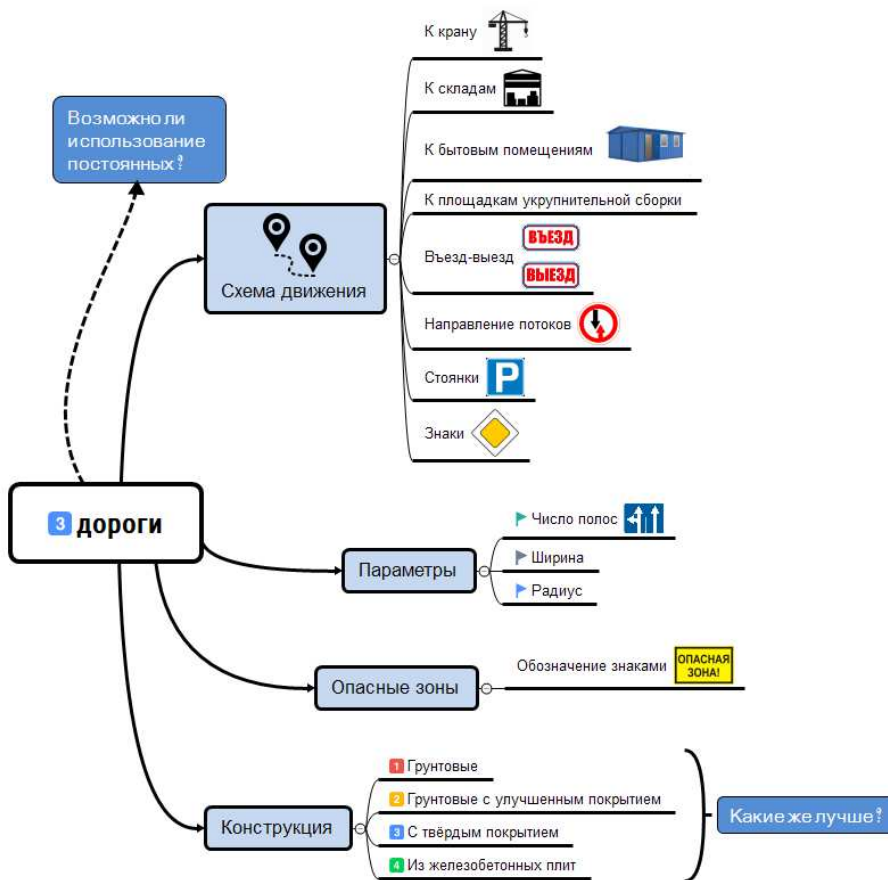 К крану
К складам
Возможно ли
использование
постоянных?
К бытовым помещениям
К площадкам укрупнительной сборки
Въезд-выезд
ВЪЕЗД
ВЫЕЗД
Схема движения
Направление потоков
Стоянки
P
Знаки
3 дороги
Число полос
Параметры
Ширина
Радиус
Опасные зоны
Обозначение знаками
ОПАСНАЯ
ЗОНА!
Конструкция
1 Грунтовые
2 Грунтовые с улучшенным покрытием
3 С твёрдым покрытием
4 Из железобетонных плит
Какие же лучше?